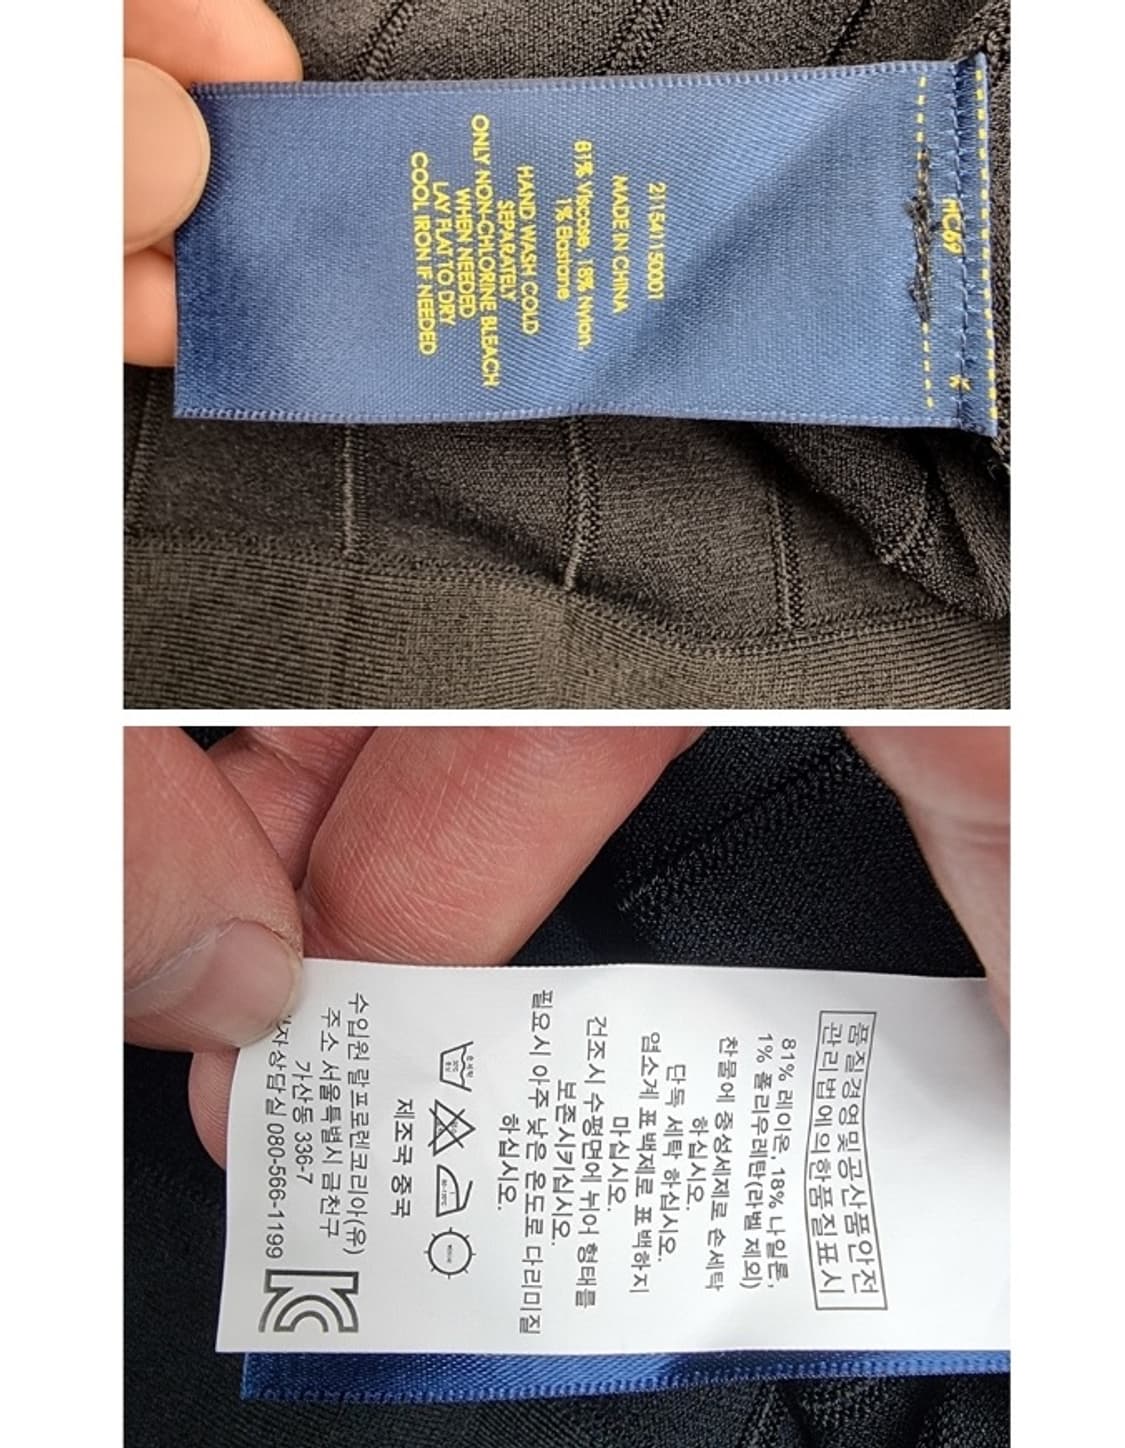 HC69
211541150001
MADE IN CHINA
81% Viscose, 18% Nylon,
1% Elastane
HAND WASH COLD
SEPARATELY
ONLY NON-CHLORINE BLEACH
WHEN NEEDED
LAY FLAT TO DRY
COOL IRON IF NEEDED
품질경영및공산품안전
관리법에의한품질표시
81% 레이온, 18% 나일론,
1% 폴리우레탄(라벨 제외)
찬물에 중성세제로 손세탁
하십시오.
단독 세탁 하십시오.
염소계 표백제로 표백하지
마십시오.
건조시 수평면에 뉘어 형태를
보존시키십시오.
필요시 아주 낮은 온도로 다리미질
하십시오.
제조국 중국
수입원 랄프로렌코리아(유)
주소 서울특별시 금천구
가산동 336-7
자상담실 080-566-1199